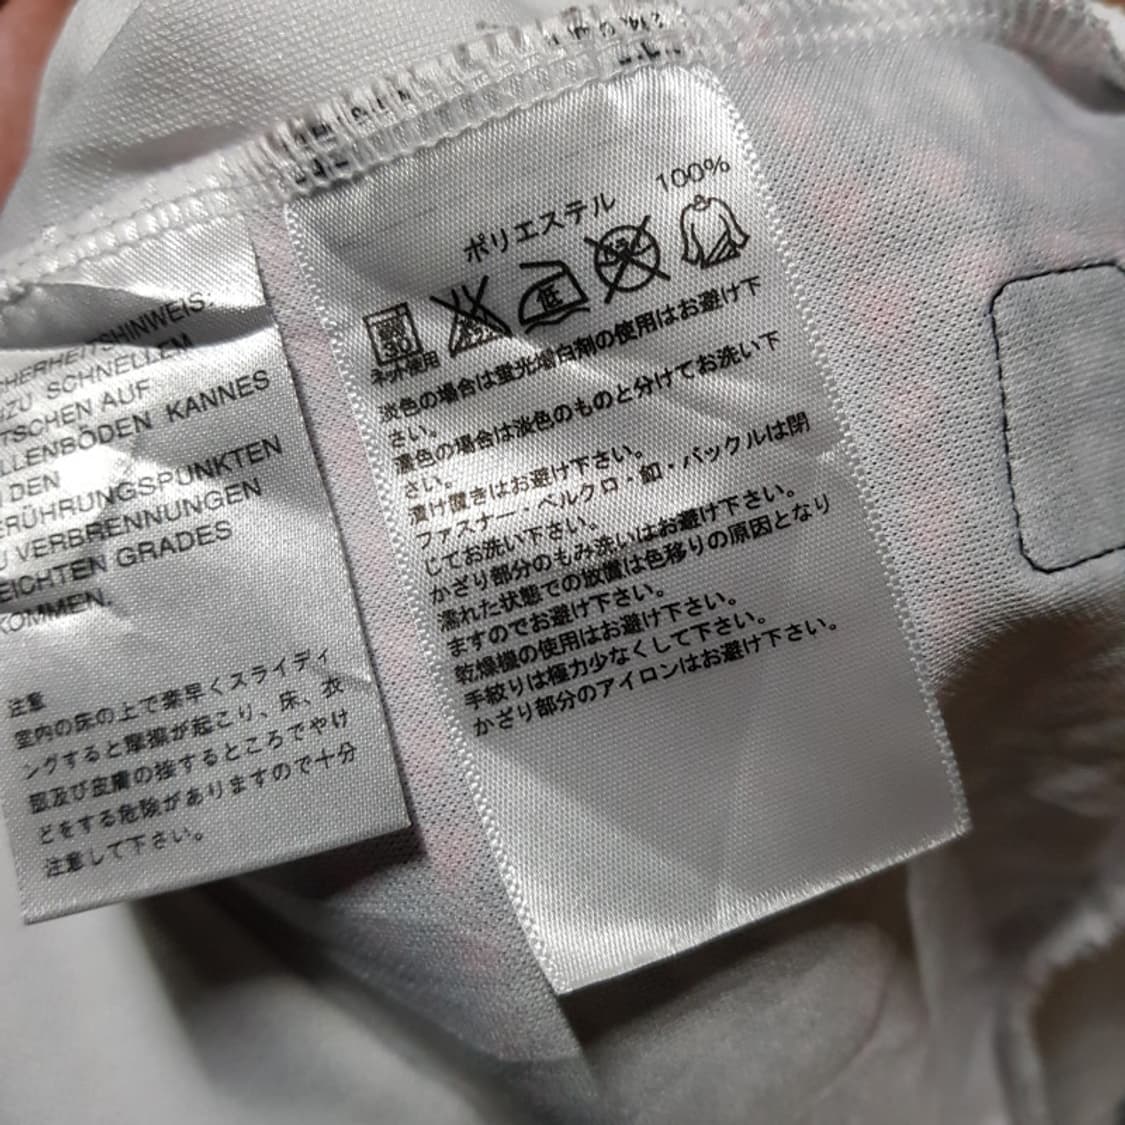 HERHEITSHINWEIS:
ZU SCHNELLEM
TSCHEN AUF
LLENBÖDEN KANNES
DEN
ERÜHRUNGSPUNKTEN
U VERBRENNUNGEN
EICHTEN GRADES
KOMMEN.
注意
室内の床の上で素早くスライディ
ングすると摩擦が起こり、床、衣
服及び皮膚の接するところでやけ
どをする危険がありますので十分
注意して下さい。
ポリエステル 100%
30
低
ネット使用
淡色の場合は蛍光増白剤の使用はお避け下
さい。
濃色の場合は淡色のものと分けてお洗い下
さい。
漬け置きはお避け下さい。
ファスナー・ベルクロ・釦・バックルは閉
じてお洗い下さい。
かざり部分のもみ洗いはお避け下さい。
濡れた状態での放置は色移りの原因となり
ますのでお避け下さい。
乾燥機の使用はお避け下さい。
手絞りは極力少なくして下さい。
かざり部分のアイロンはお避け下さい。